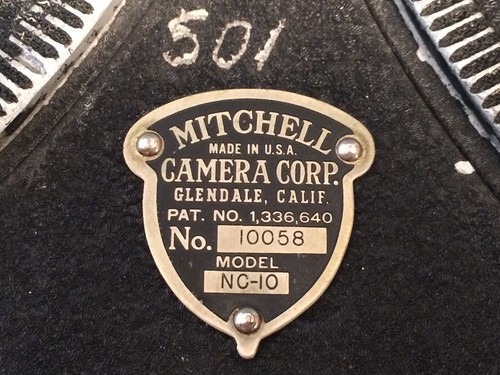 501
MITCHELL
MADE IN U.S.A.
CAMERA CORP.
GLENDALE, CALIF.
PAT. NO. 1,336,640
No. 10058
MODEL
NC-10